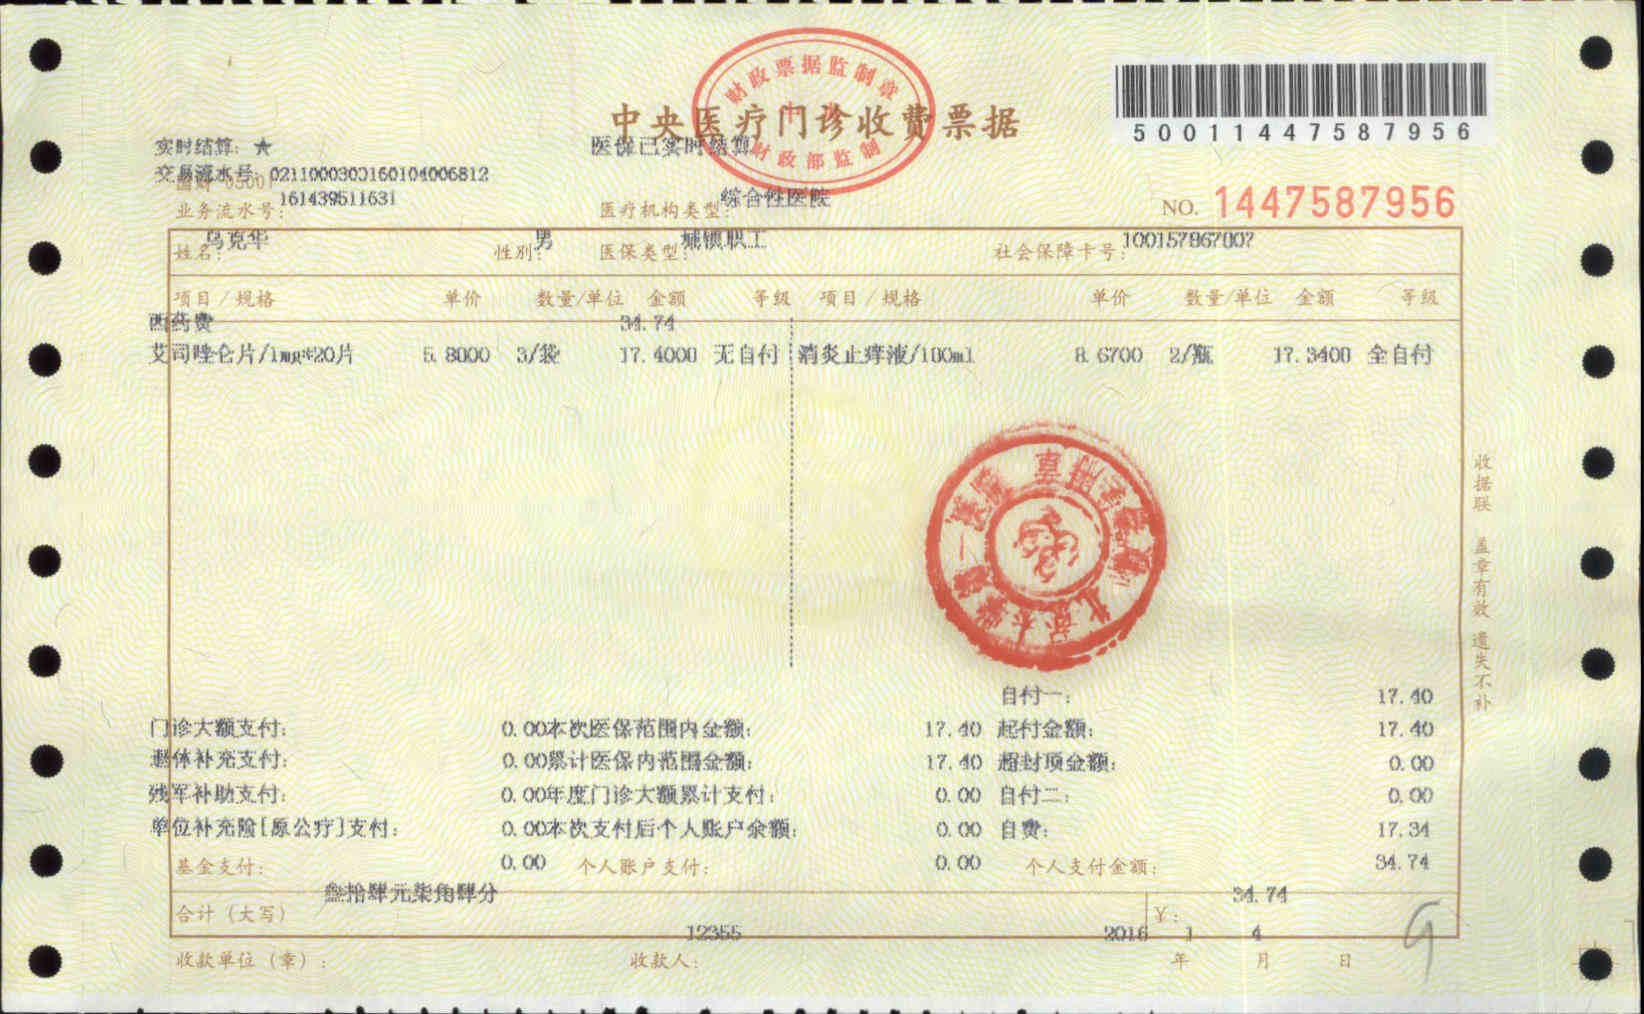 财政票据监制章
中央
财政部监制
中央医疗门诊收费票据
5001144758795​6
实时结算: ★
医保已实时结算
交易流水号: 02110003001​60104006812
国财 05001
161439511631
业务流水号:
医疗机构类型: 综合性医院
NO. 1447587956
姓名: 乌克华 性别: 男 医保类型: 城镇职工 社会保障卡号: 100157867007
项目/规格 单价 数量/单位 金额 等级 项目/规格 单价 数量/单位 金额 等级
西药费 34.74
艾司唑仑片/1mg*20片 5.8000 3/袋 17.4000 无自付 消炎止痒液/100ml 8.6700 2/瓶 17.3400 全自付
收据联 盖章有效 遗失不补
自付一: 17.40
门诊大额支付: 0.00 本次医保范围内金额: 17.40 起付金额: 17.40
退休补充支付: 0.00 累计医保内范围金额: 17.40 超封顶金额: 0.00
残军补助支付: 0.00 年度门诊大额累计支付: 0.00 自付二: 0.00
单位补充险[原公疗]支付: 0.00 本次支付后个人账户余额: 0.00 自费: 17.34
基金支付: 0.00 个人账户支付: 0.00 个人支付金额: 34.74
合计(大写) 叁拾肆元柒角肆分 ¥: 34.74
收款单位(章): 收款人: 12355 2016 年 1 月 4 日